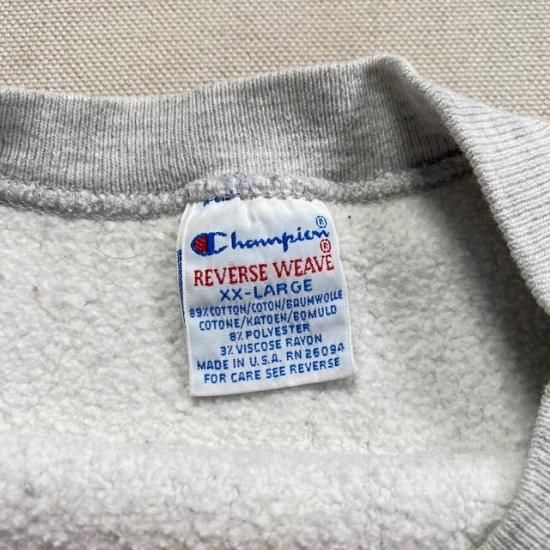 Champion®
REVERSE WEAVE®
XX-LARGE
89% COTTON/COTON/BAUMWOLLE
COTONE/KATOEN/BOMULD
8% POLYESTER
3% VISCOSE RAYON
MADE IN U.S.A. RN 26094
FOR CARE SEE REVERSE